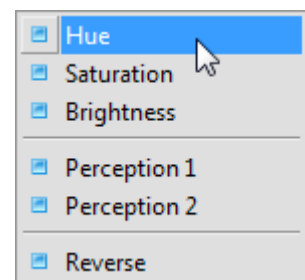 Hue
Saturation
Brightness
Perception 1
Perception 2
Reverse